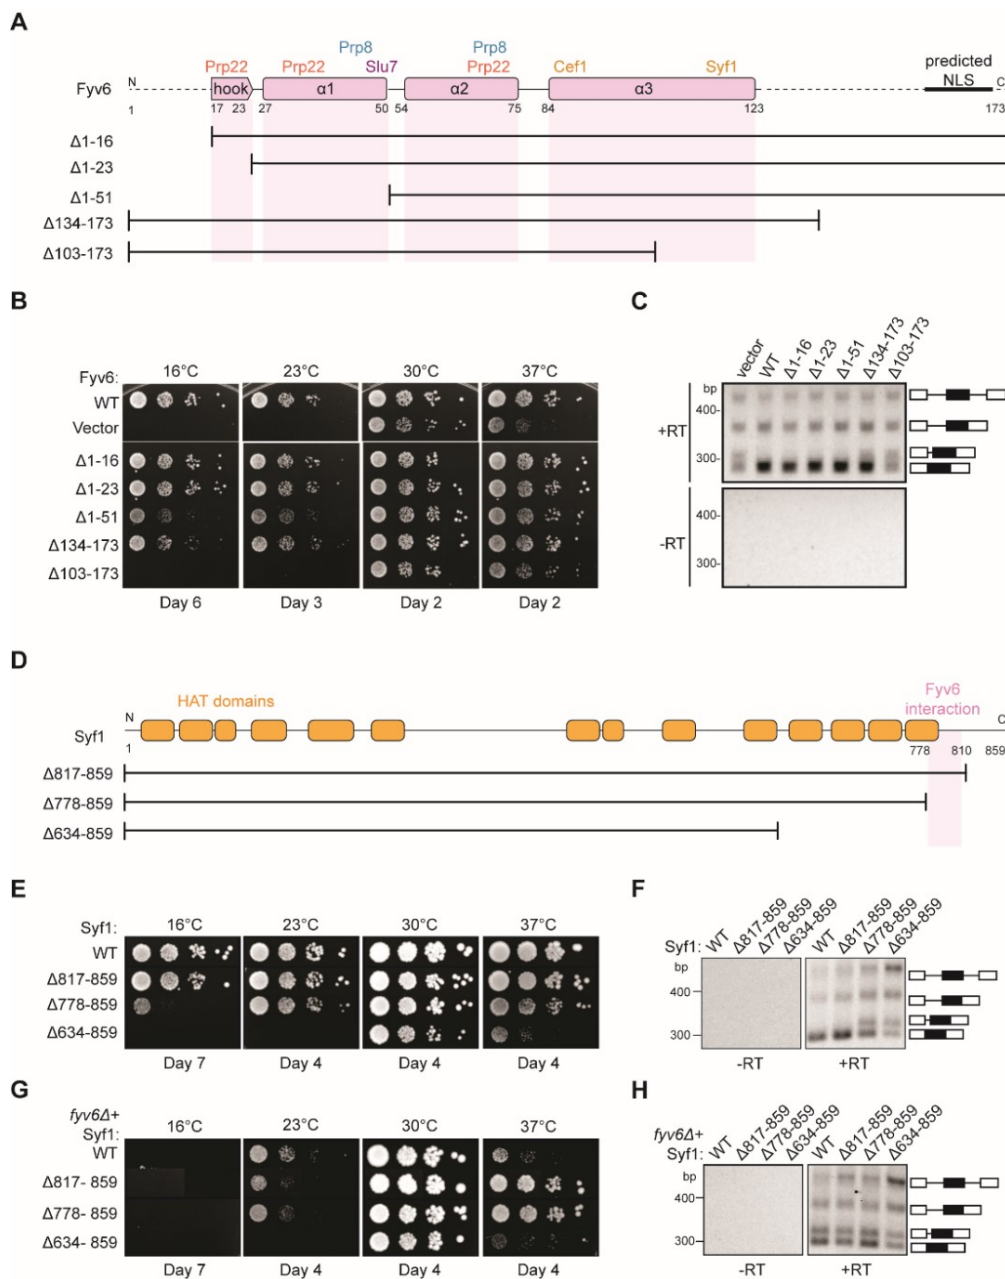 A
Prp8 Prp8 predicted
Prp22 Prp22 Slu7 Prp22 Cef1 Syf1 NLS
Fyv6 N hook α1 α2 α3 C
1 17 23 27 50 54 75 84 123 173
Δ1-16
Δ1-23
Δ1-51
Δ134-173
Δ103-173
B
Fyv6: 16°C 23°C 30°C 37°C
WT
Vector
Δ1-16
Δ1-23
Δ1-51
Δ134-173
Δ103-173
Day 6 Day 3 Day 2 Day 2
C
vector WT Δ1-16 Δ1-23 Δ1-51 Δ134-173 Δ103-173
bp
400-
+RT
300-
400-
-RT
300-
D
HAT domains Fyv6
interaction
Syf1 N C
1 778 810 859
Δ817-859
Δ778-859
Δ634-859
E
Syf1: 16°C 23°C 30°C 37°C
WT
Δ817-859
Δ778-859
Δ634-859
Day 7 Day 4 Day 4 Day 4
F
Syf1: WT Δ817-859 Δ778-859 Δ634-859 WT Δ817-859 Δ778-859 Δ634-859
bp
400
300
-RT +RT
G
fyv6Δ+
Syf1: 16°C 23°C 30°C 37°C
WT
Δ817- 859
Δ778- 859
Δ634- 859
Day 7 Day 4 Day 4 Day 4
H
fyv6Δ+
Syf1: WT Δ817-859 Δ778-859 Δ634-859 WT Δ817-859 Δ778-859 Δ634-859
bp
400
300
-RT +RT